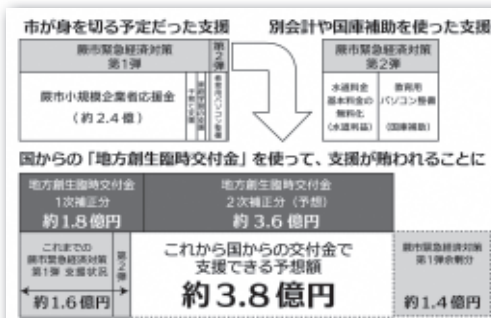 市が身を切る予定だった支援
別会計や国庫補助を使った支援
蕨市緊急経済対策
第1弾
第2弾
蕨市小規模企業者応援金
(約2.4億)
蕨市緊急経済対策
第2弾
水道料金
基本料金の
無料化
(水道利益)
教育用
パソコン整備
(国庫補助)
国からの「地方創生臨時交付金」を使って、支援が賄われることに
地方創生臨時交付金
1次補正分
約1.8億円
地方創生臨時交付金
2次補正分(予想)
約3.6億円
これまでの
蕨市緊急経済対策
第1弾 支援状況
約1.6億円
第2弾
これから国からの交付金で
支援できる予想額
約3.8億円
蕨市緊急経済対策
第1弾余剰分
約1.4億円